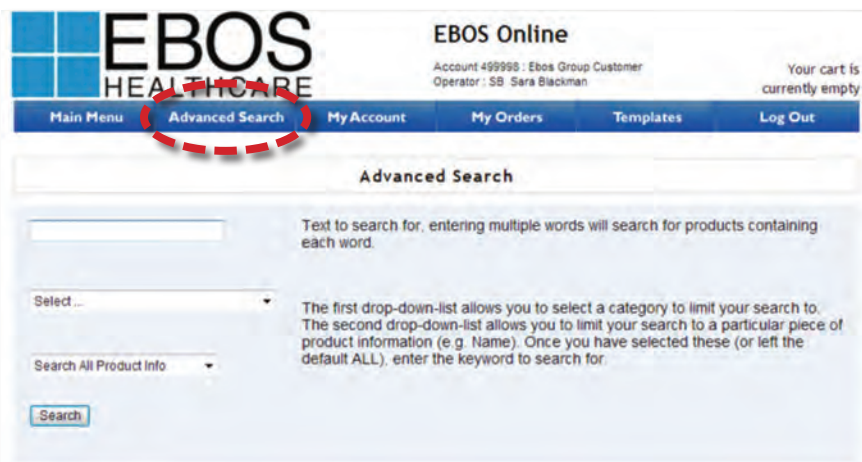 EBOS
HEALTHCARE
EBOS Online
Account 499998 : Ebos Group Customer
Operator : SB Sara Blackman
Your cart is
currently empty
Main Menu Advanced Search My Account My Orders Templates Log Out
Advanced Search
Text to search for, entering multiple words will search for products containing
each word.
Select ...
The first drop-down-list allows you to select a category to limit your search to.
The second drop-down-list allows you to limit your search to a particular piece of
product information (e.g. Name). Once you have selected these (or left the
default ALL), enter the keyword to search for.
Search All Product Info
Search